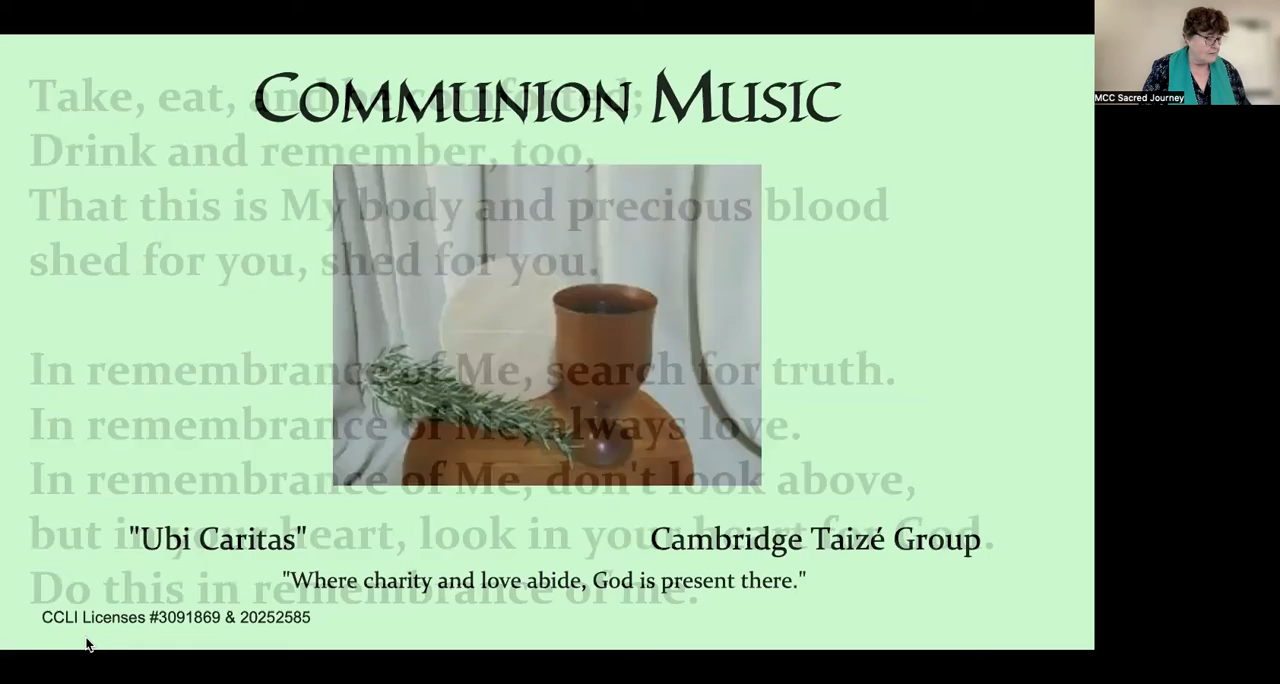 COMMUNION MUSIC
Take, eat, and be comforted;
Drink and remember, too,
That this is My body and precious blood
shed for you, shed for you.
In remembrance of Me, search for truth.
In remembrance of Me, always love.
In remembrance of Me, don't look above,
but in your heart, look in your heart for God.
Do this in remembrance of me.
"Ubi Caritas"
Cambridge Taizé Group
"Where charity and love abide, God is present there."
CCLI Licenses #3091869 & 20252585
MCC Sacred Journey